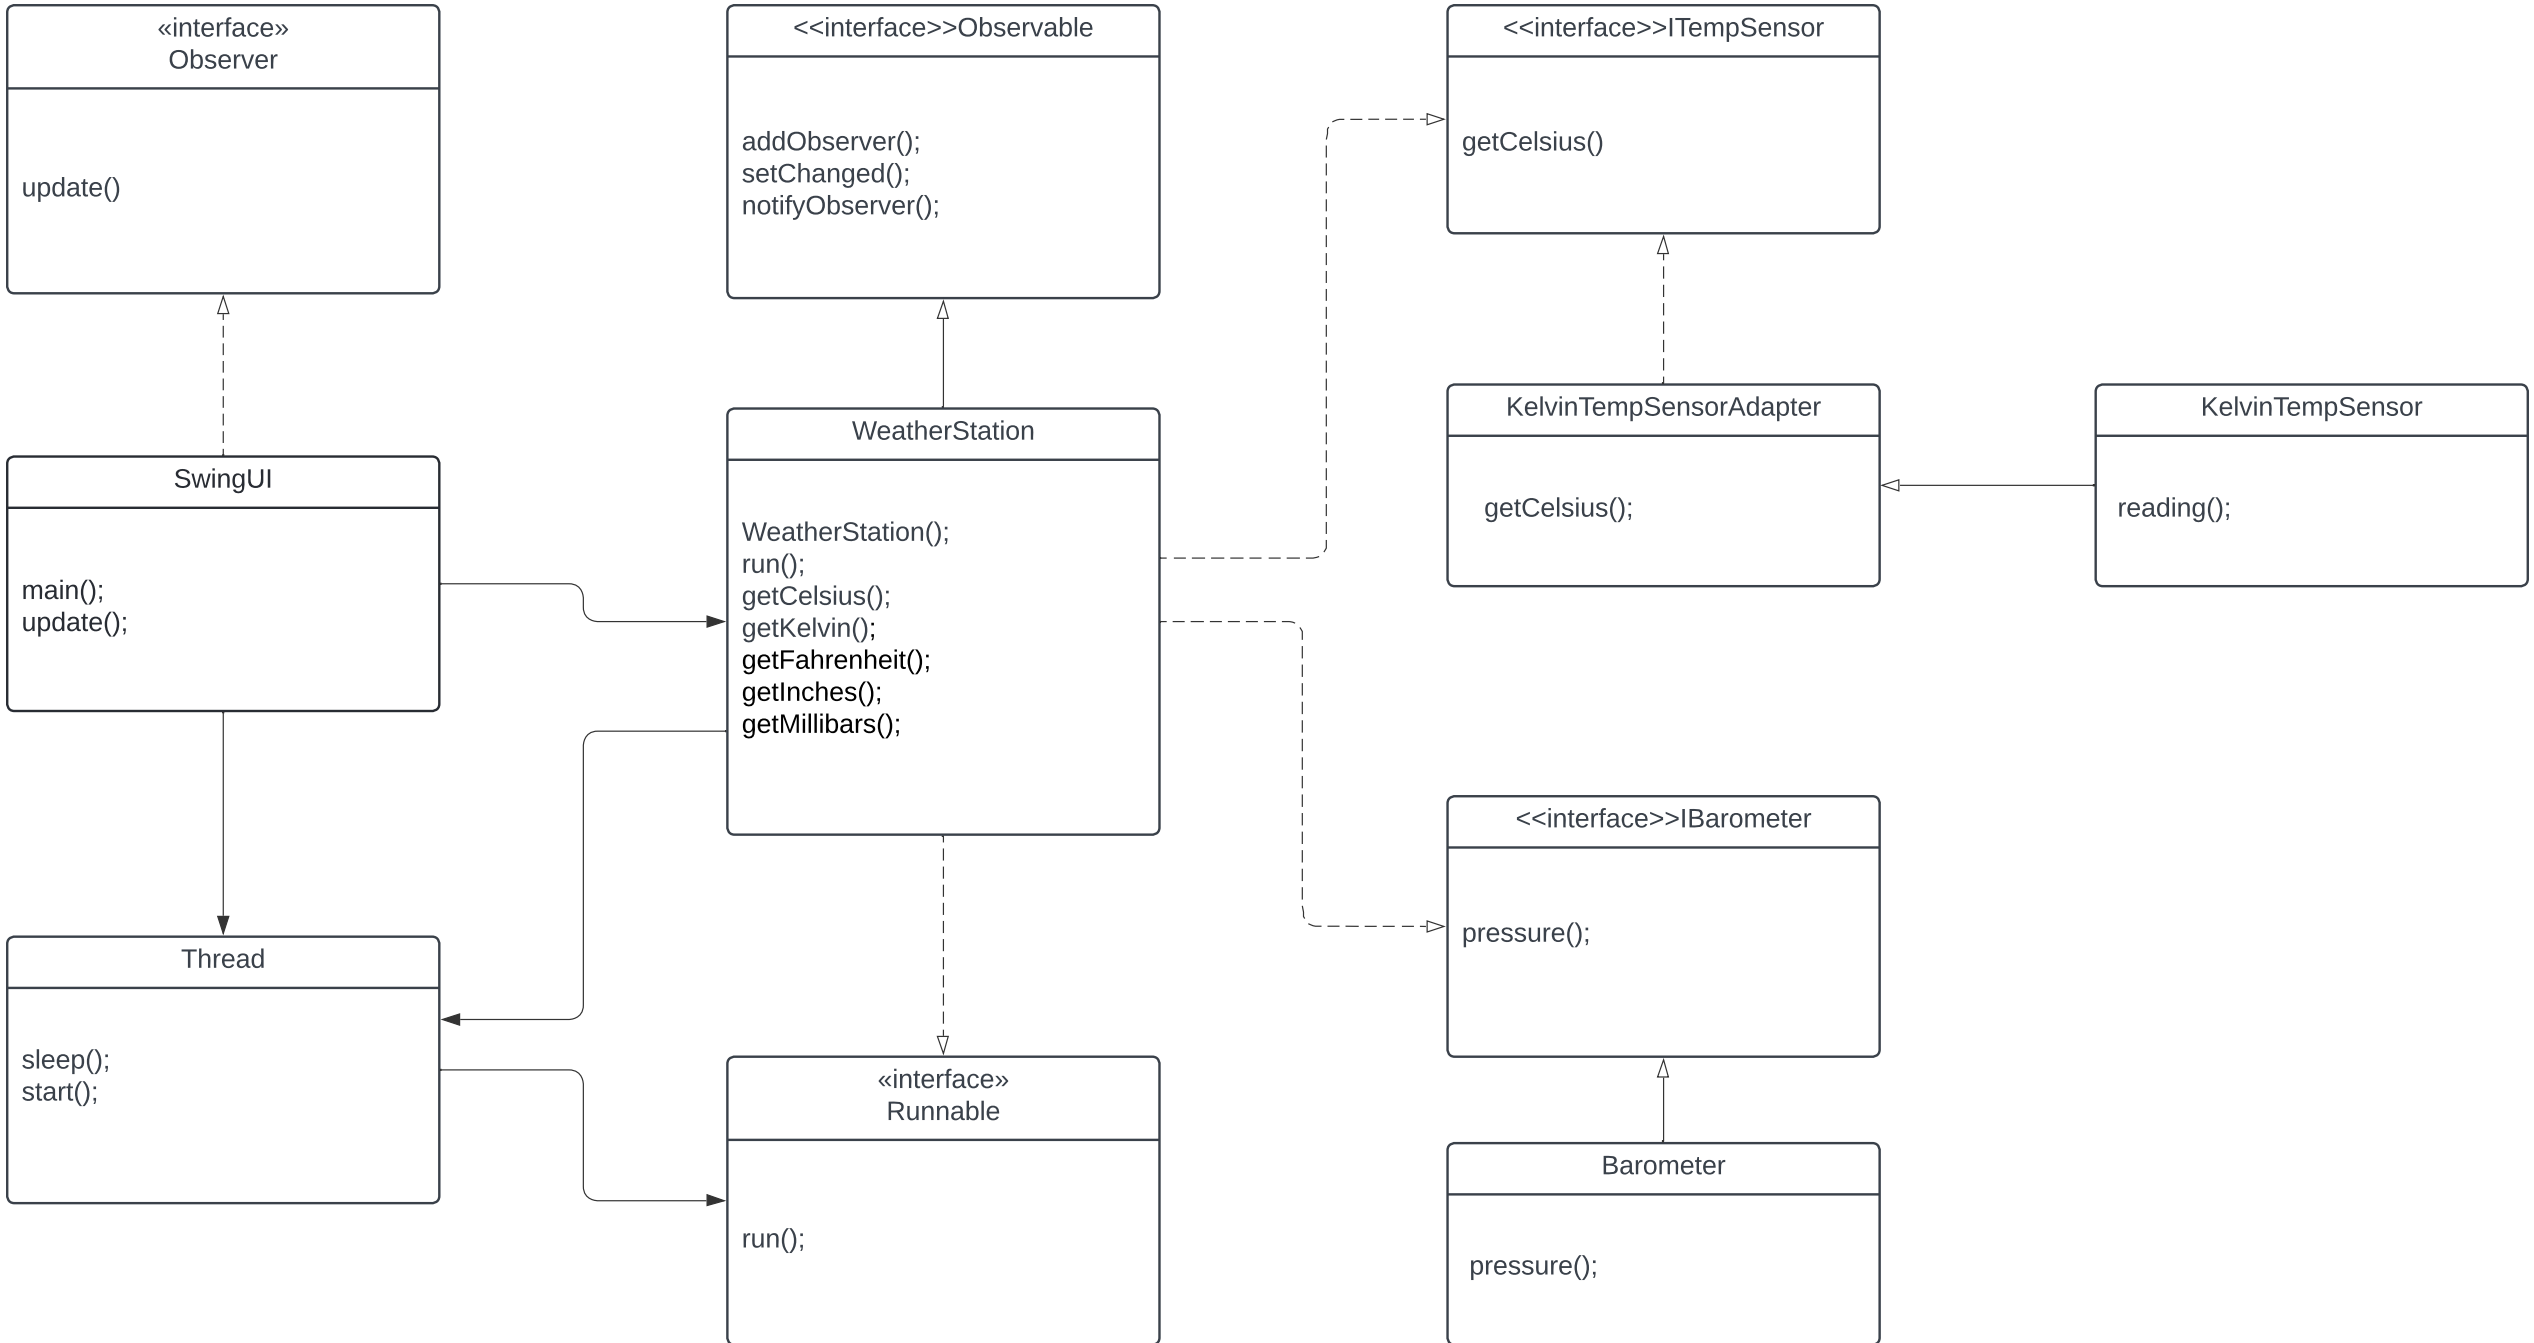 «interface»
Observer
update()
<<interface>>Observable
addObserver();
setChanged();
notifyObserver();
<<interface>>ITempSensor
getCelsius()
SwingUI
main();
update();
WeatherStation
WeatherStation();
run();
getCelsius();
getKelvin();
getFahrenheit();
getInches();
getMillibars();
KelvinTempSensorAdapter
getCelsius();
KelvinTempSensor
reading();
Thread
sleep();
start();
«interface»
Runnable
run();
<<interface>>IBarometer
pressure();
Barometer
pressure();